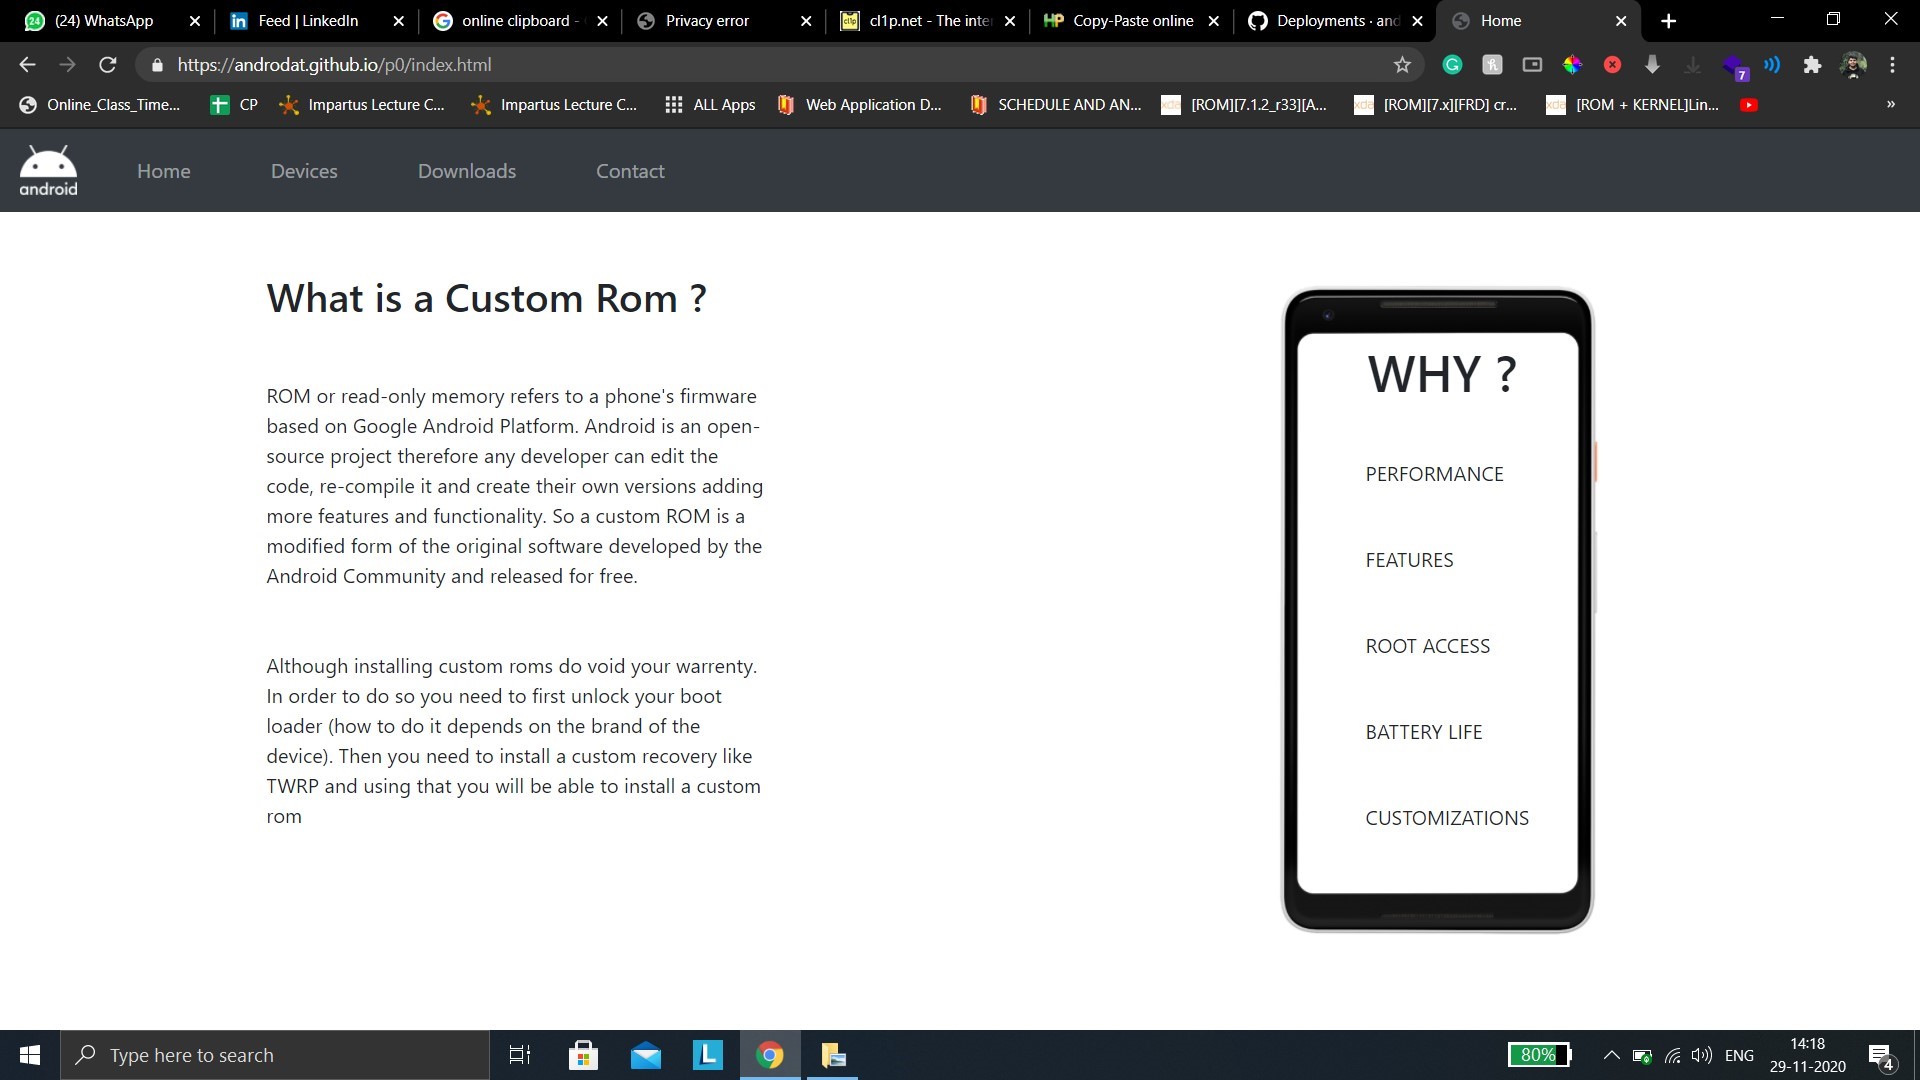 (24) WhatsApp
Feed | LinkedIn
online clipboard -
Privacy error
cl1p.net - The inter
Copy-Paste online
Deployments · and
Home
https://androdat.github.io/p0/index.html
7
Online_Class_Time...
CP
Impartus Lecture C...
Impartus Lecture C...
ALL Apps
Web Application D...
SCHEDULE AND AN...
[ROM][7.1.2_r33][A...
[ROM][7.x][FRD] cr...
[ROM + KERNEL]Lin...
»
android
Home
Devices
Downloads
Contact
What is a Custom Rom ?
ROM or read-only memory refers to a phone's firmware
based on Google Android Platform. Android is an open-
source project therefore any developer can edit the
code, re-compile it and create their own versions adding
more features and functionality. So a custom ROM is a
modified form of the original software developed by the
Android Community and released for free.
Although installing custom roms do void your warrenty.
In order to do so you need to first unlock your boot
loader (how to do it depends on the brand of the
device). Then you need to install a custom recovery like
TWRP and using that you will be able to install a custom
rom
WHY ?
PERFORMANCE
FEATURES
ROOT ACCESS
BATTERY LIFE
CUSTOMIZATIONS
Type here to search
80%
ENG
14:18
29-11-2020
4